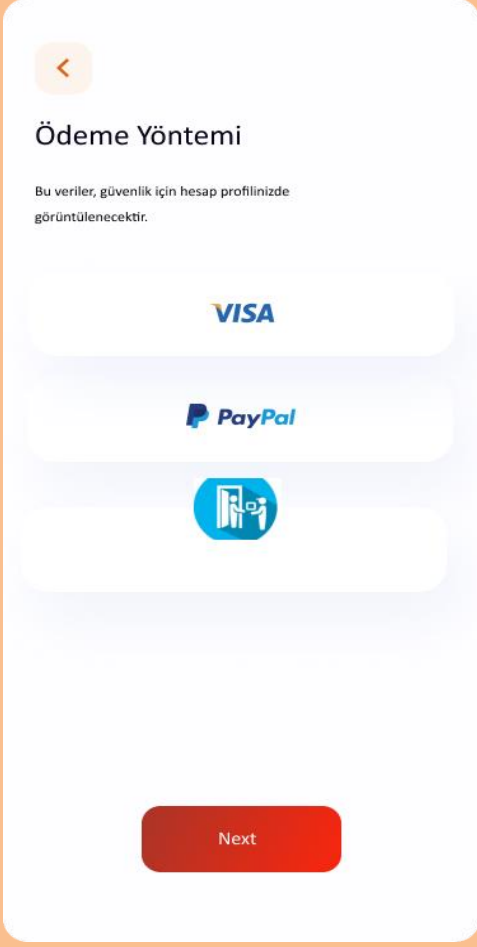 Ödeme Yöntemi
Bu veriler, güvenlik için hesap profilinizde
görüntülenecektir.
VISA
PayPal
Next